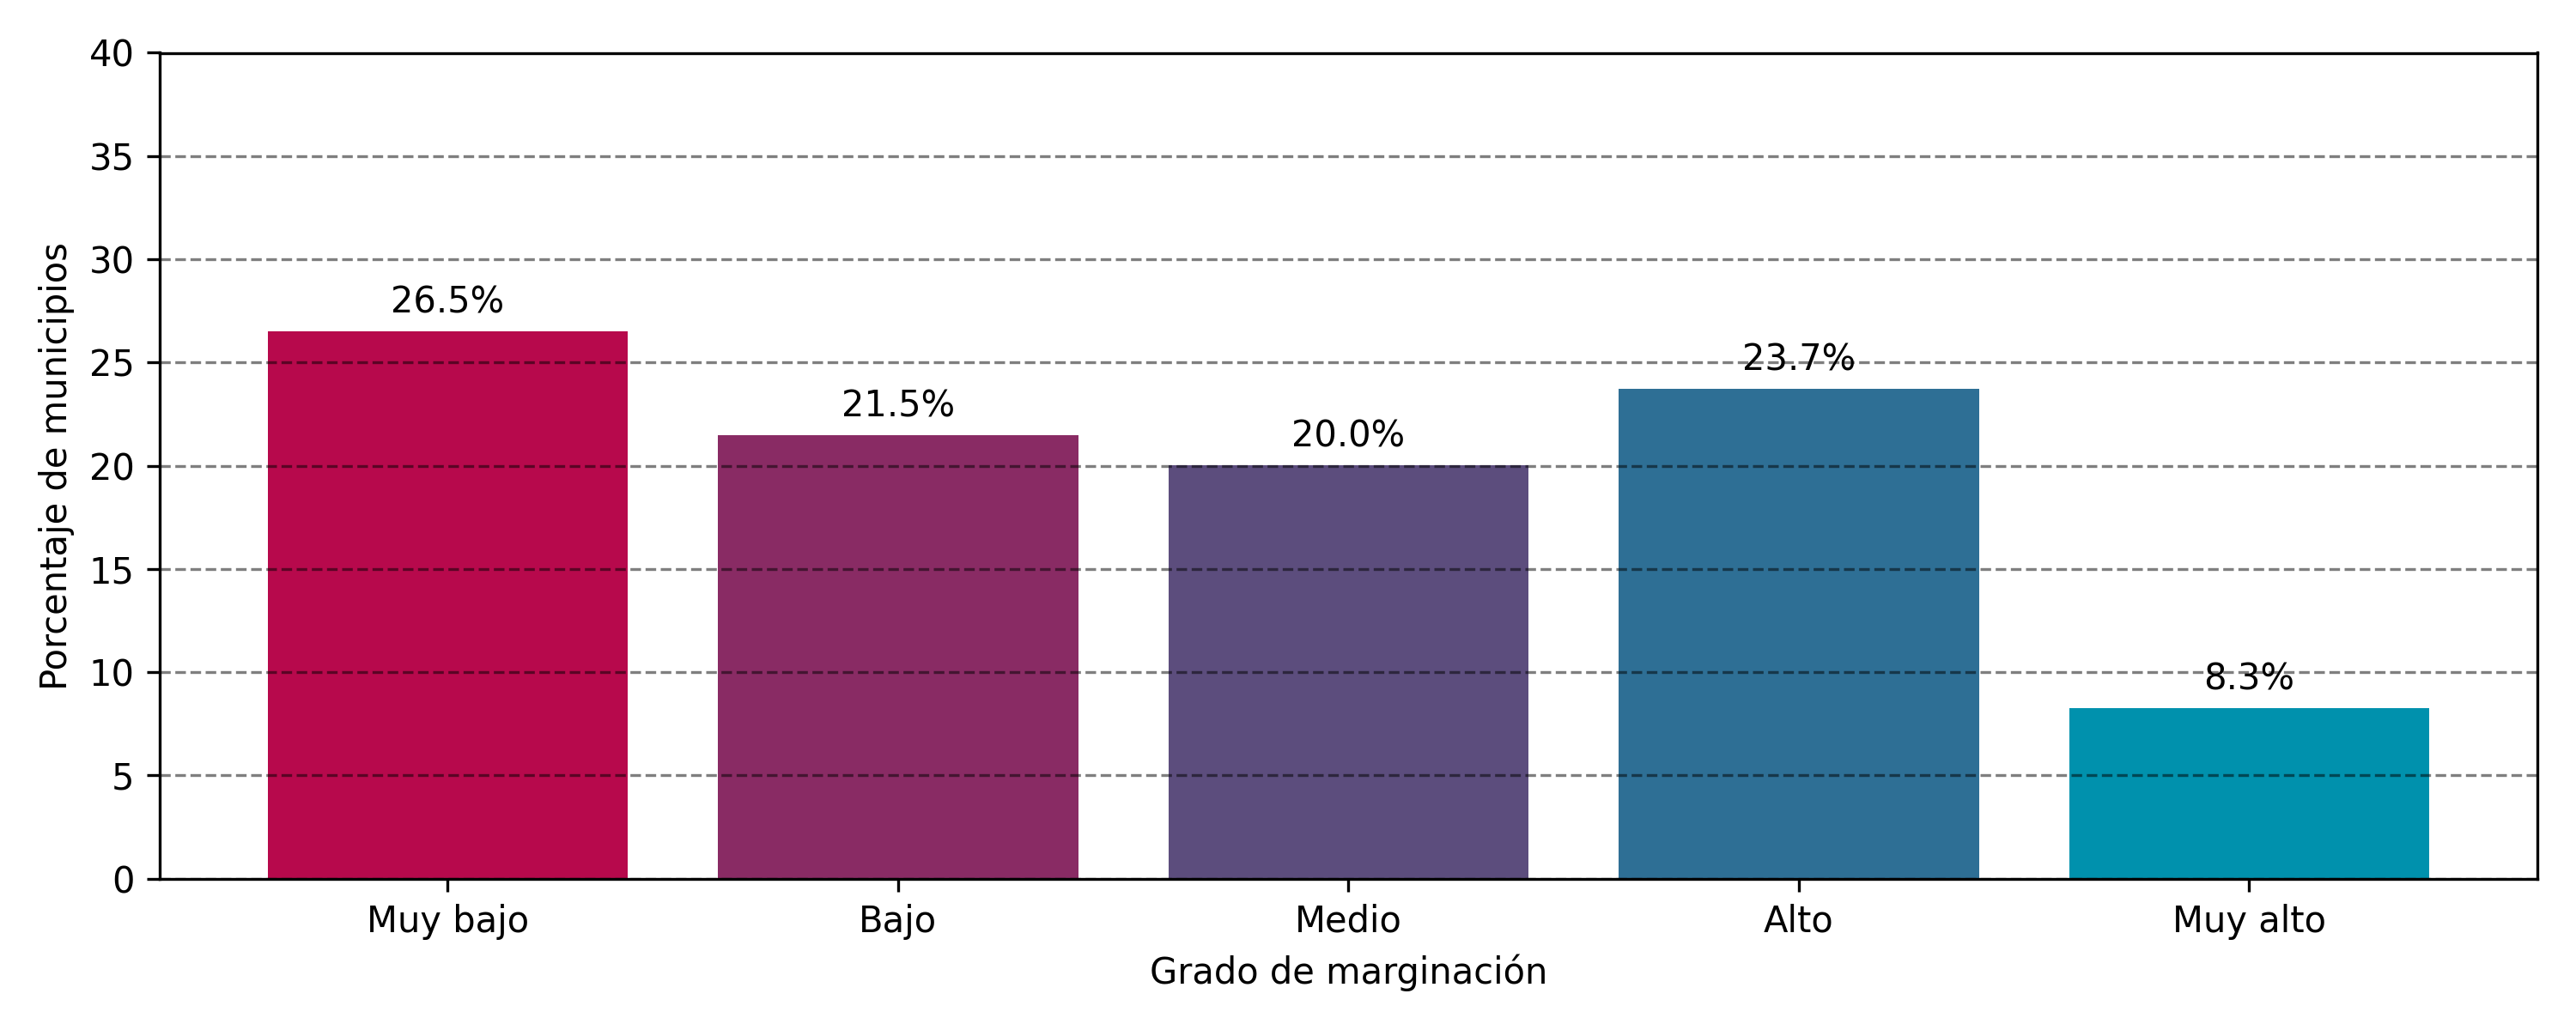 40
35
30
25
20
15
10
5
0
Porcentaje de municipios
26.5%
21.5%
20.0%
23.7%
8.3%
Muy bajo
Bajo
Medio
Alto
Muy alto
Grado de marginación